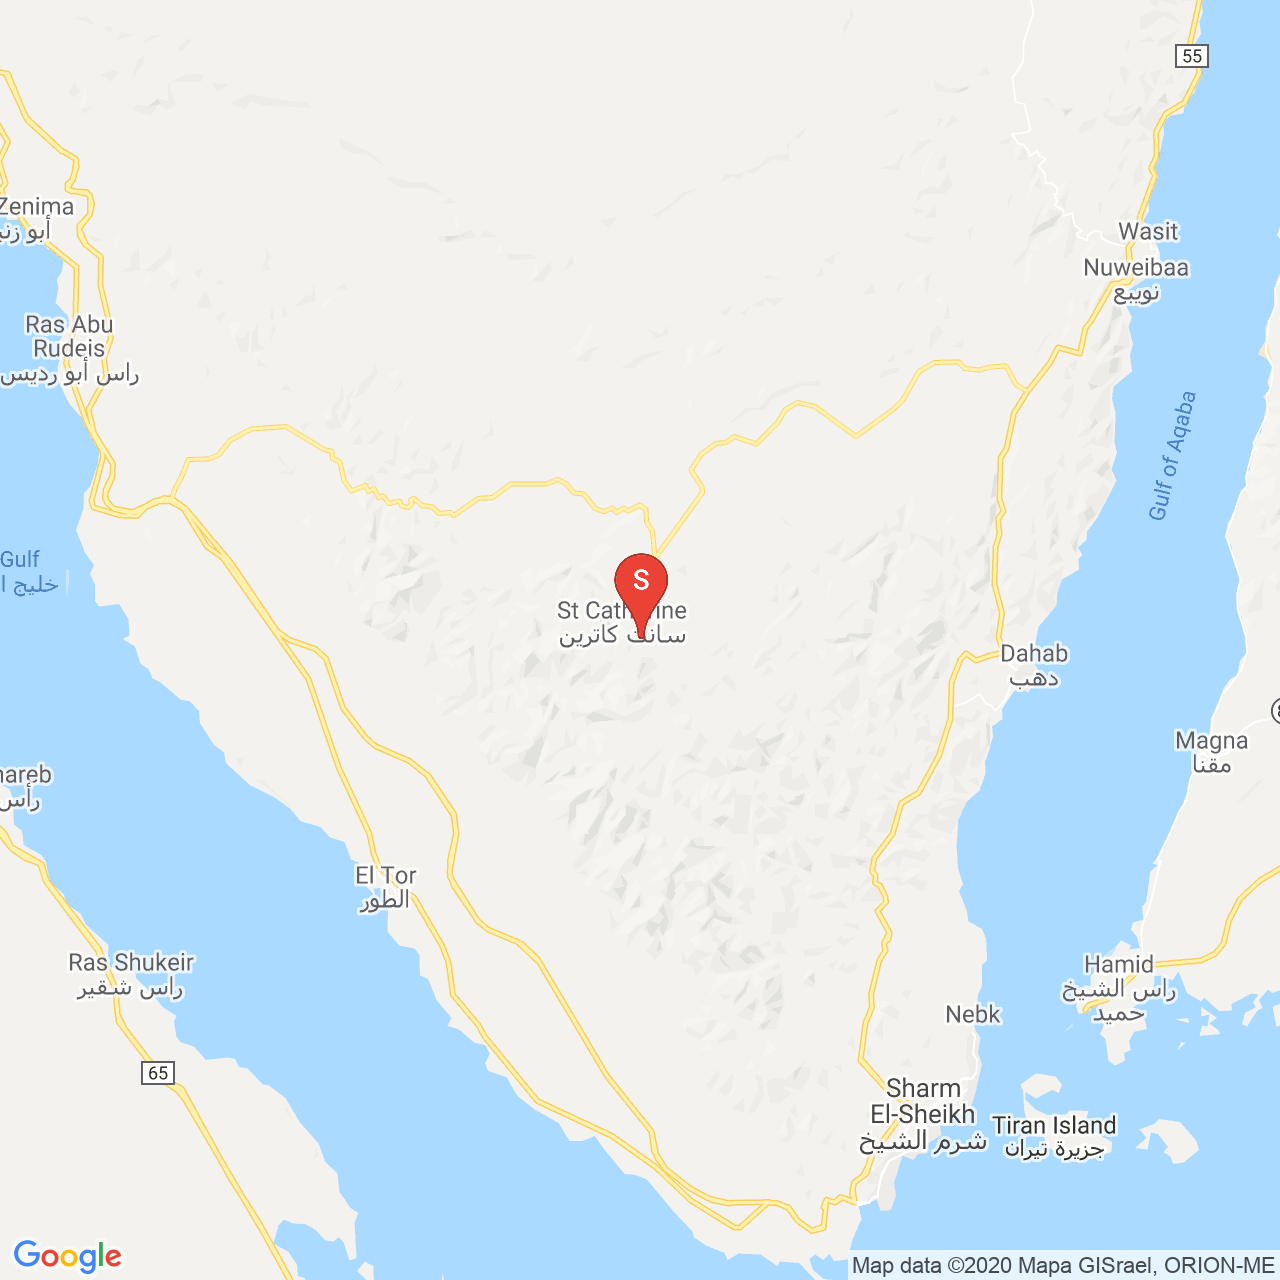 55
Zenima
أبو زني
Wasit
Nuweibaa
نويبع
Ras Abu
Rudeis
راس أبو رديس
Gulf of Aqaba
Gulf
خليج ا
S
St Catherine
سانت كاترين
Dahab
دهب
Magna
مقنا
hareb
رأس
El Tor
الطور
Ras Shukeir
راس شقير
Hamid
راس الشيخ
حميد
Nebk
65
Sharm
El-Sheikh
شرم الشيخ
Tiran Island
جزيرة تيران
Google
Map data ©2020 Mapa GISrael, ORION-ME